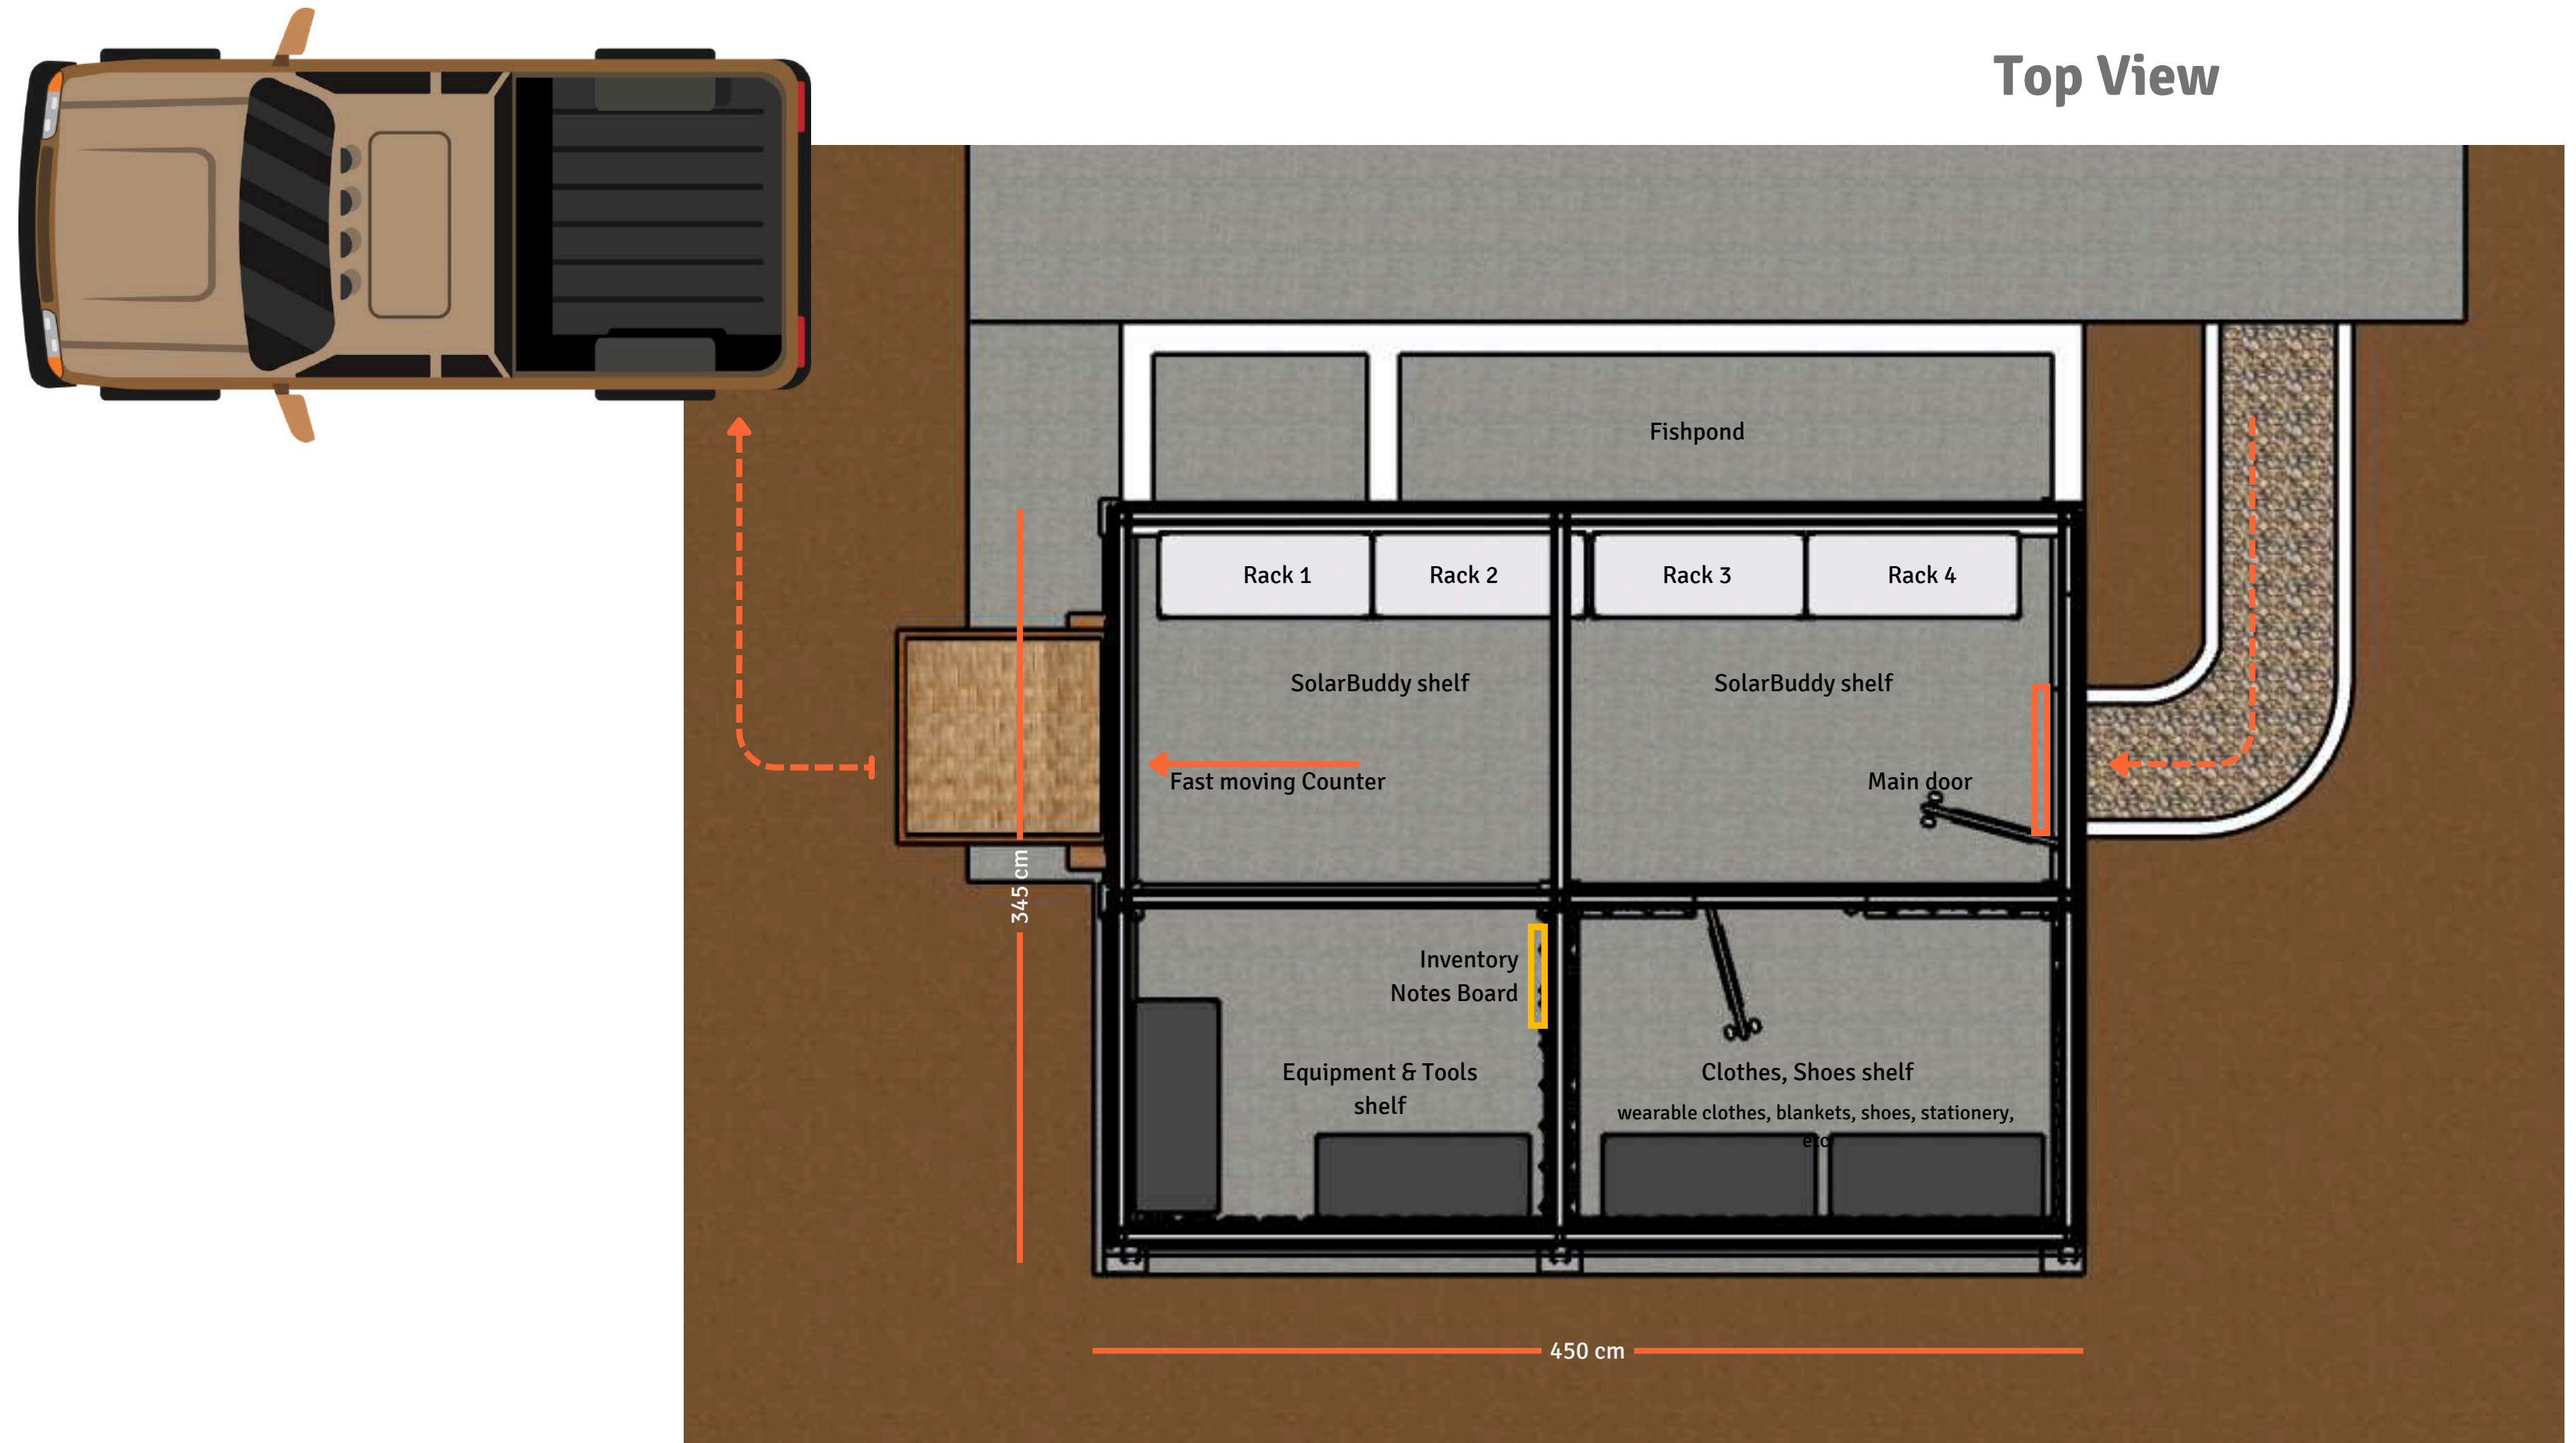 Top View
Fishpond
Rack 1
Rack 2
Rack 3
Rack 4
SolarBuddy shelf
SolarBuddy shelf
Fast moving Counter
Main door
345 cm
Inventory
Notes Board
Equipment & Tools
shelf
Clothes, Shoes shelf
wearable clothes, blankets, shoes, stationery,
etc
450 cm